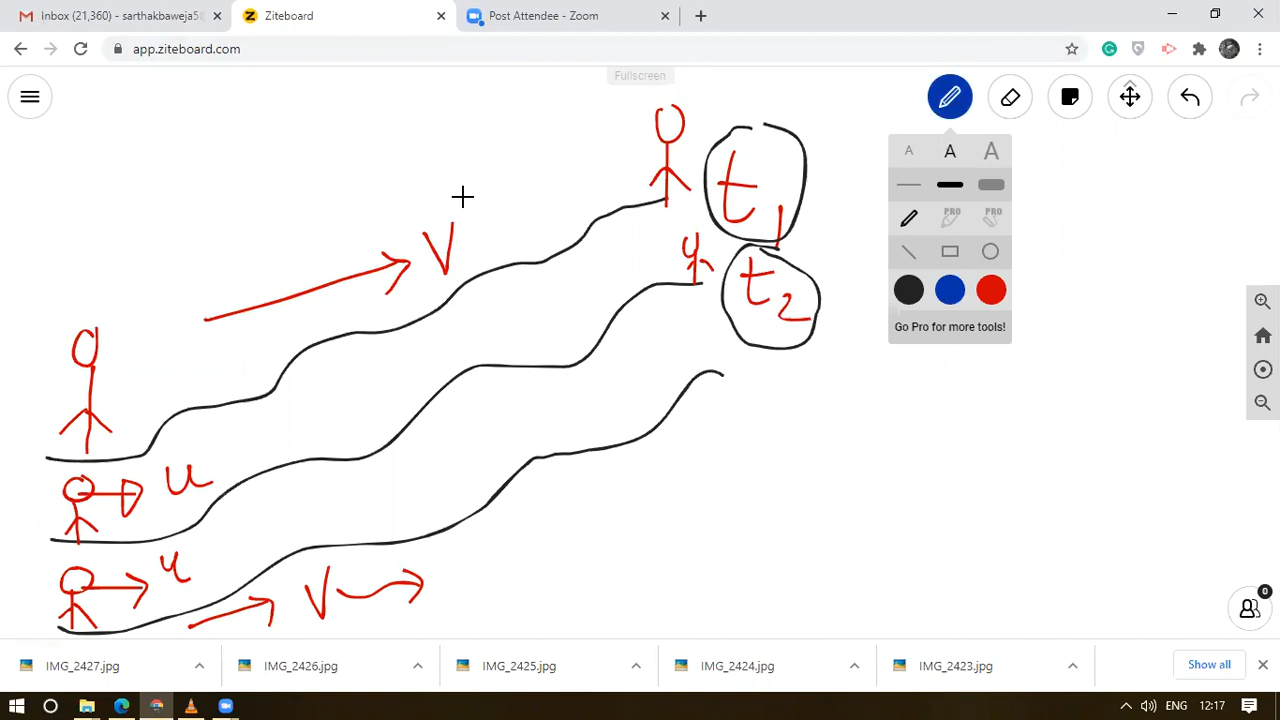 inbox (21,360) - sarthakbaweja5
Ziteboard
Post Attendee - Zoom
app.ziteboard.com
Fullscreen
A A A
PRO PRO
Go Pro for more tools!
t1
V
t2
u
u
V
0
IMG_2427.jpg
IMG_2426.jpg
IMG_2425.jpg
IMG_2424.jpg
IMG_2423.jpg
Show all
ENG
12:17